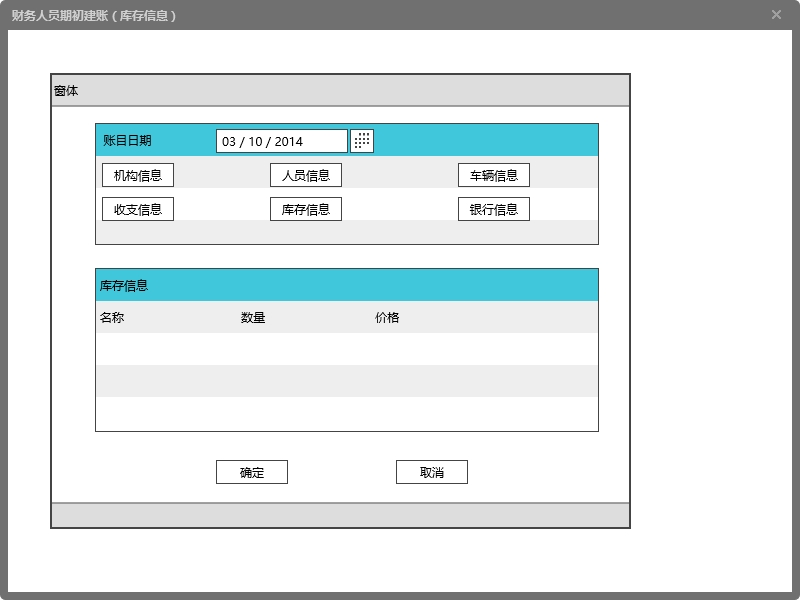 财务人员期初建账（库存信息）
窗体
账目日期 03 / 10 / 2014
机构信息 人员信息 车辆信息
收支信息 库存信息 银行信息
库存信息
名称 数量 价格
确定 取消